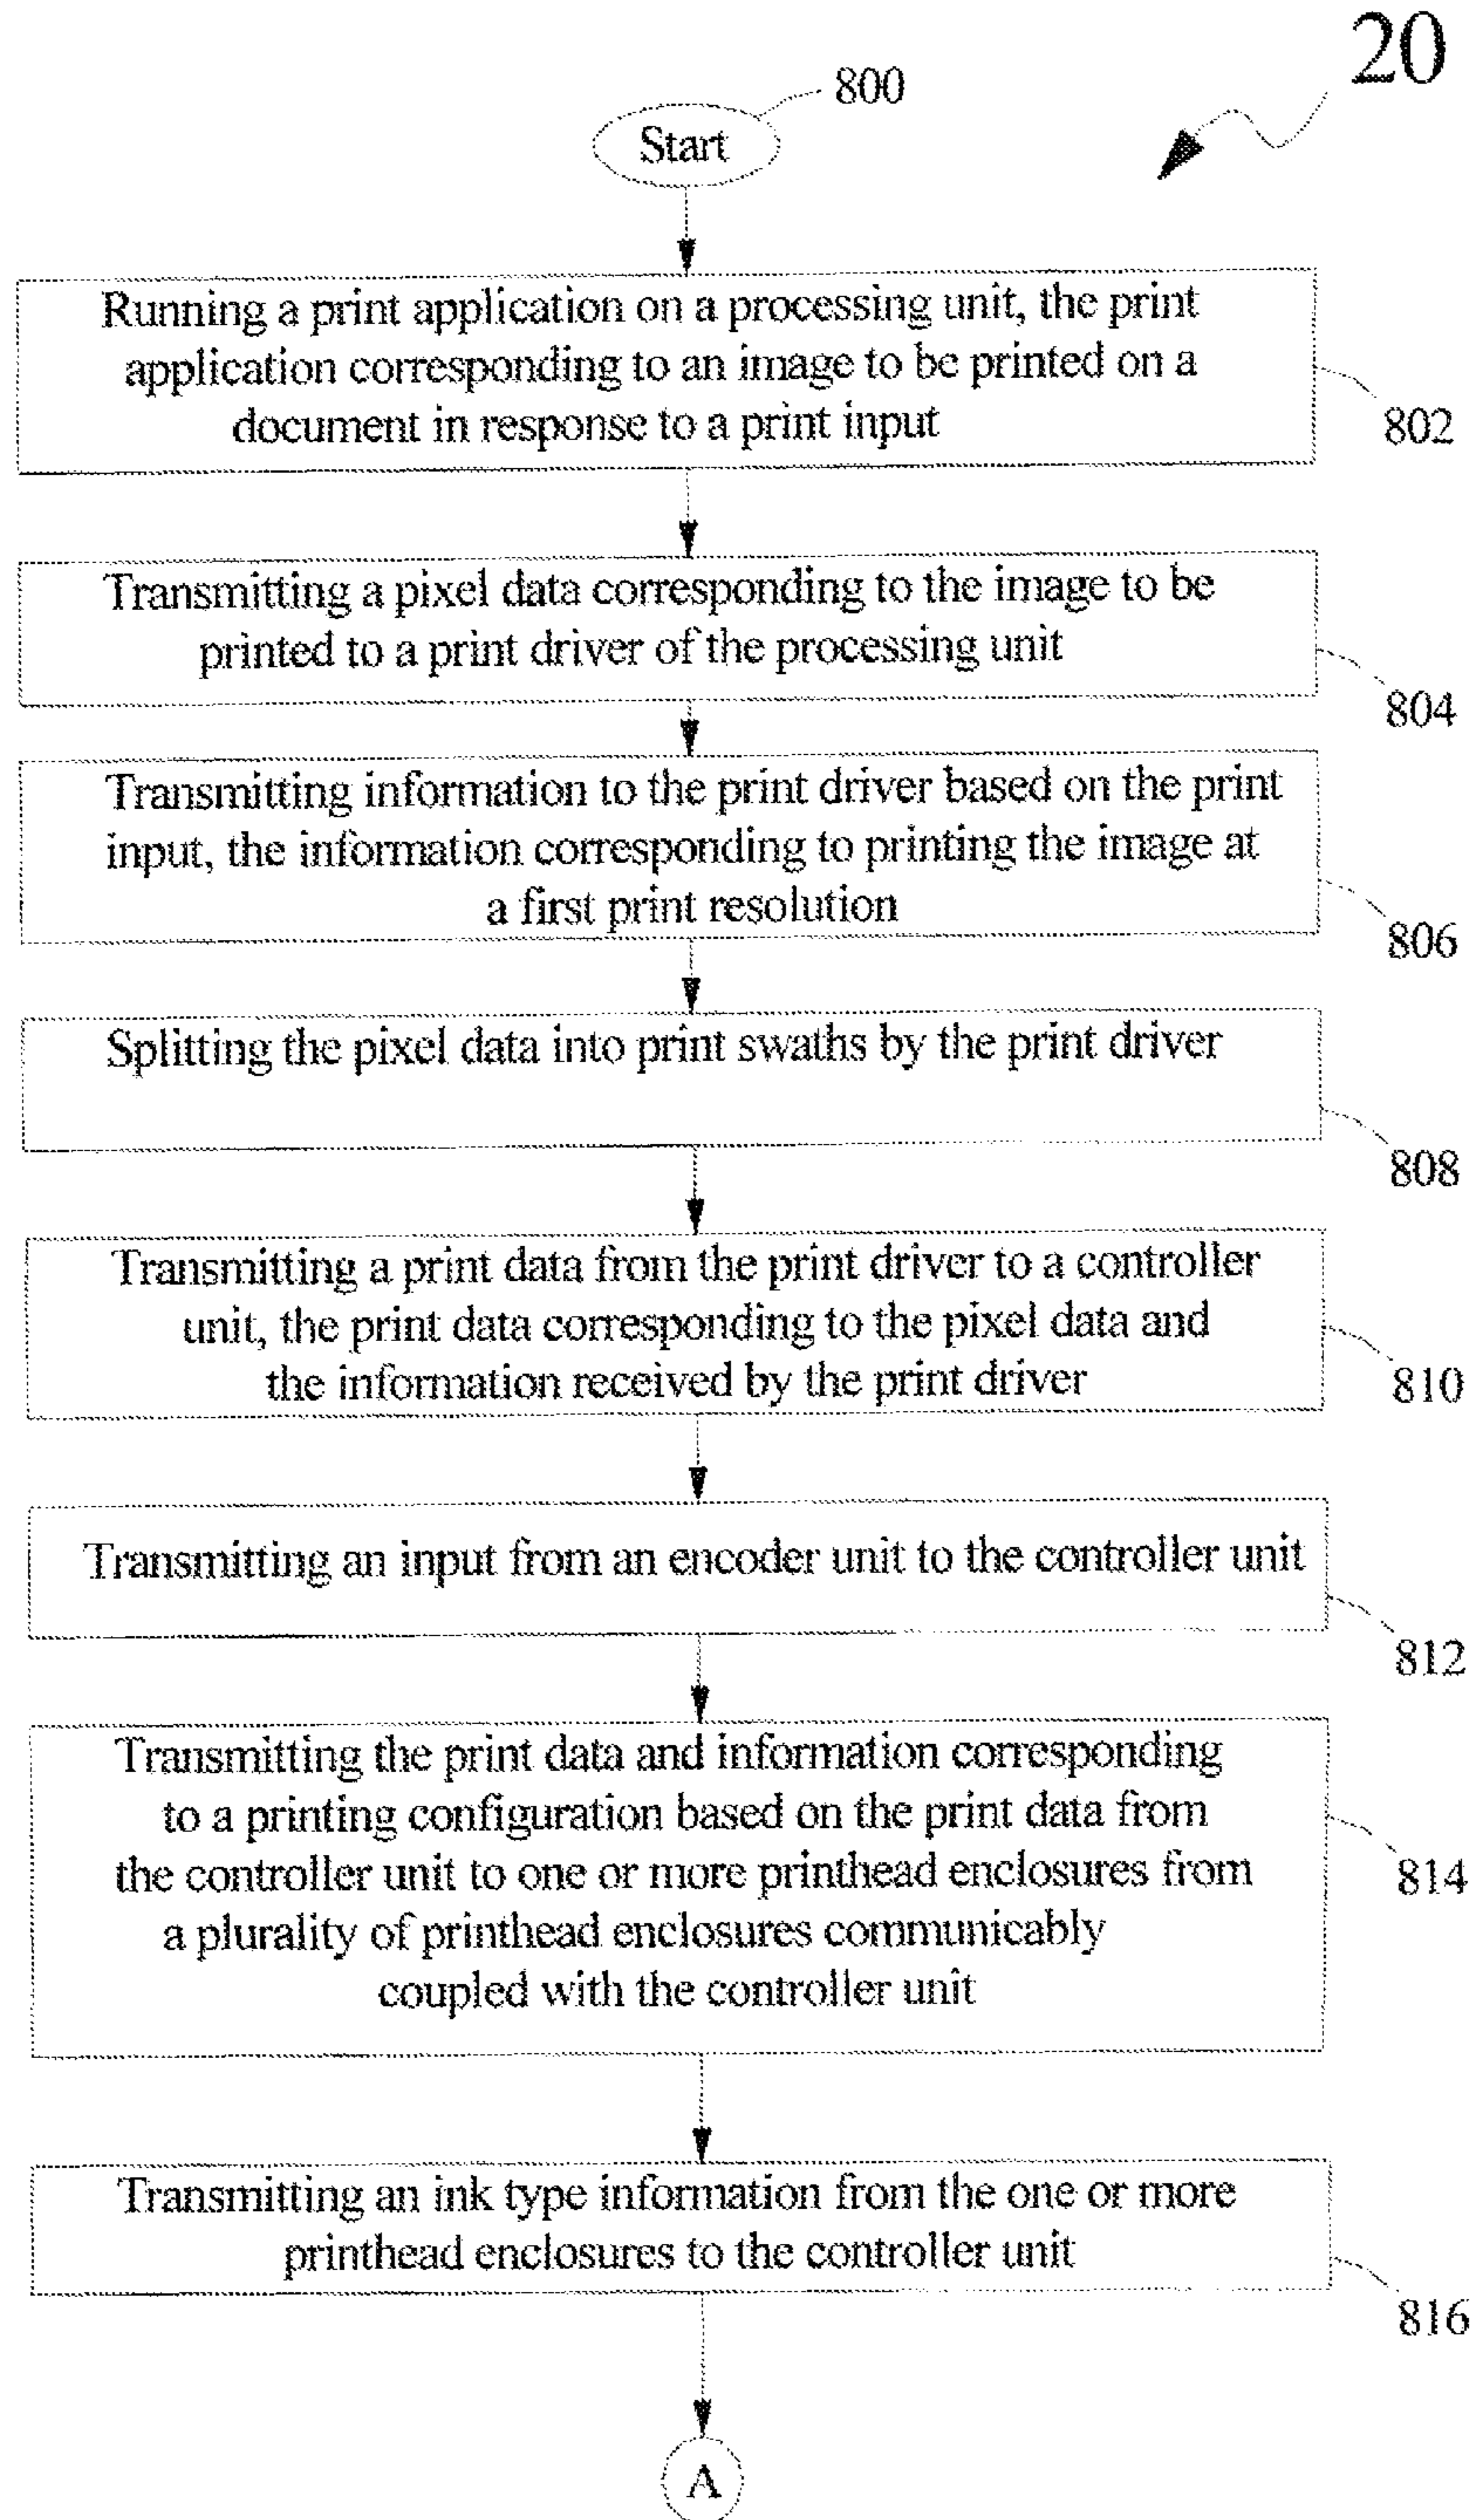 20
800
Start
Running a print application on a processing unit, the print
application corresponding to an image to be printed on a
document in response to a print input
802
Transmitting a pixel data corresponding to the image to be
printed to a print driver of the processing unit
804
Transmitting information to the print driver based on the print
input, the information corresponding to printing the image at
a first print resolution
806
Splitting the pixel data into print swaths by the print driver
808
Transmitting a print data from the print driver to a controller
unit, the print data corresponding to the pixel data and
the information received by the print driver
810
Transmitting an input from an encoder unit to the controller unit
812
Transmitting the print data and information corresponding
to a printing configuration based on the print data from
the controller unit to one or more printhead enclosures from
a plurality of printhead enclosures communicably
coupled with the controller unit
814
Transmitting an ink type information from the one or more
printhead enclosures to the controller unit
816
A